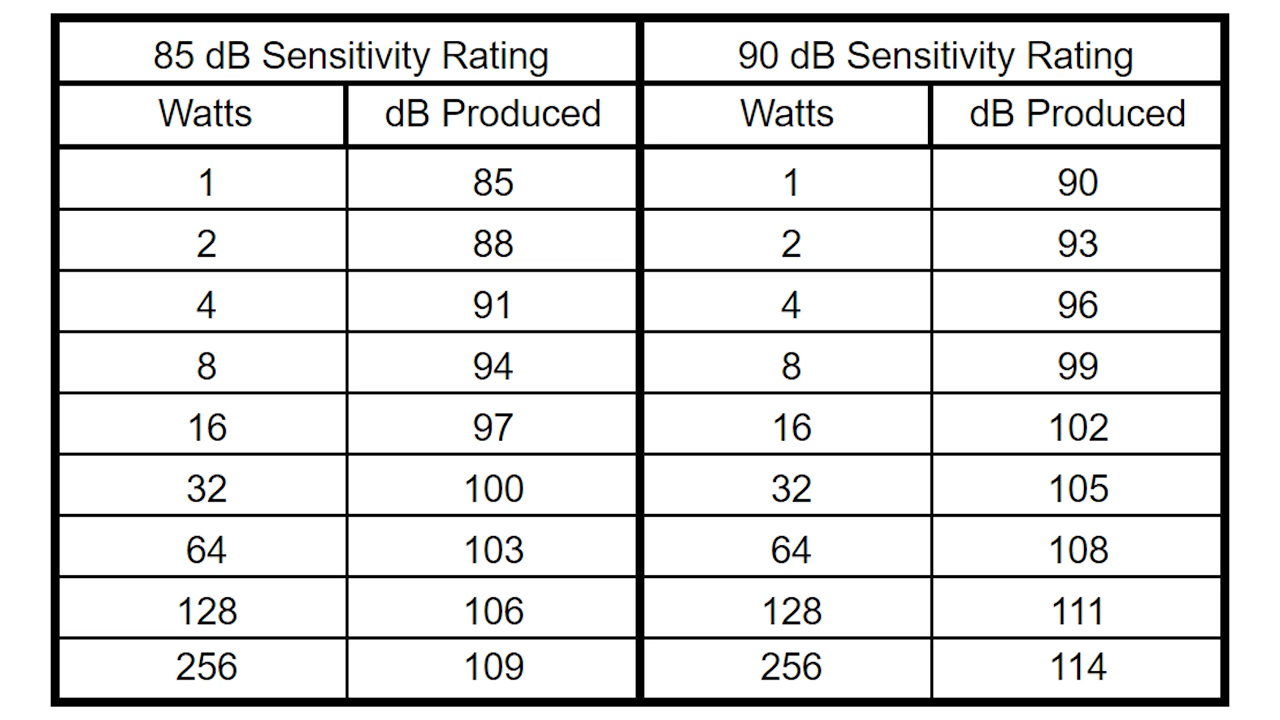 85 dB Sensitivity Rating 90 dB Sensitivity Rating
Watts dB Produced Watts dB Produced
1 85 1 90
2 88 2 93
4 91 4 96
8 94 8 99
16 97 16 102
32 100 32 105
64 103 64 108
128 106 128 111
256 109 256 114